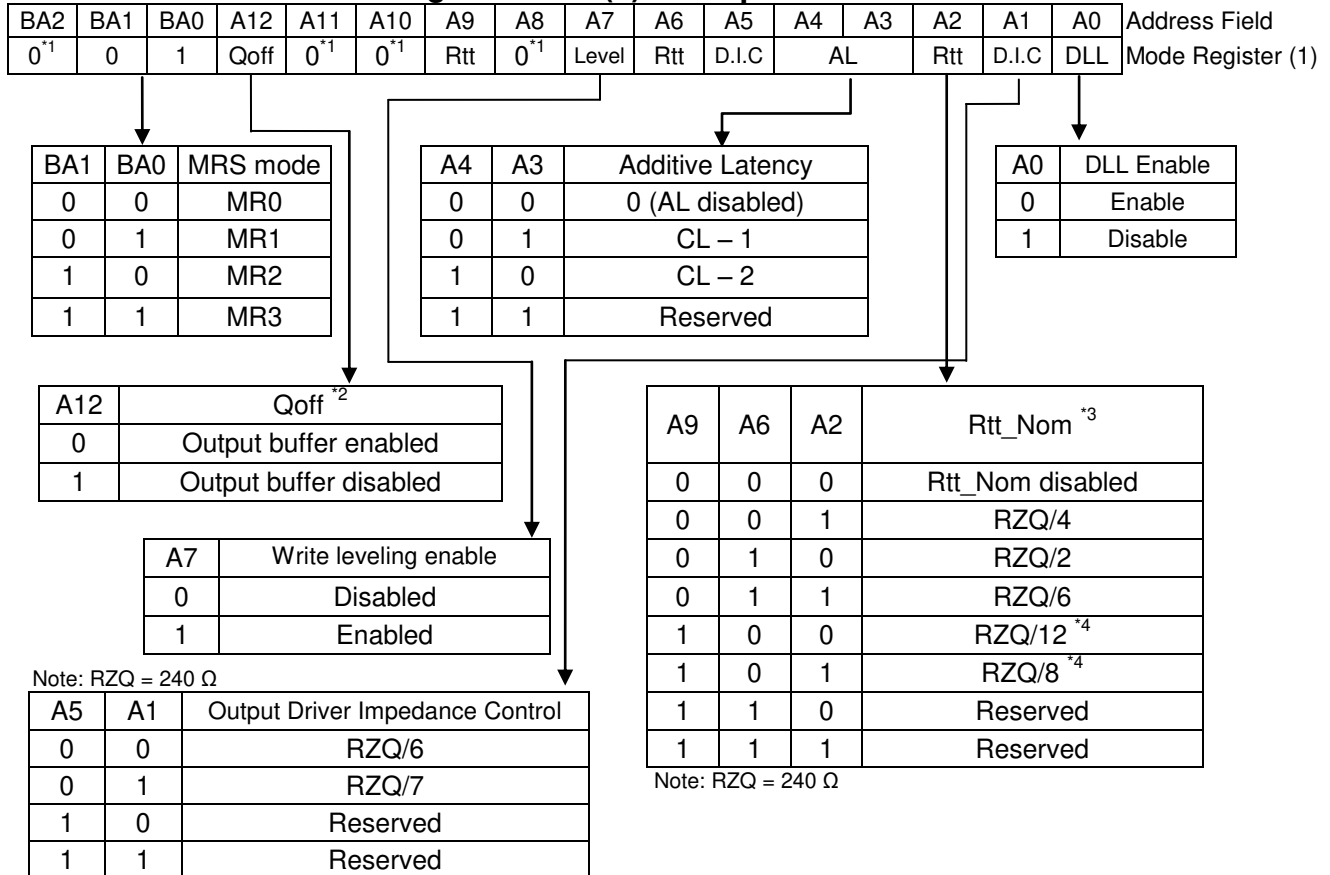 BA2 BA1 BA0 A12 A11 A10 A9 A8 A7 A6 A5 A4 A3 A2 A1 A0 Address Field
0*1 0 1 Qoff 0*1 0*1 Rtt 0*1 Level Rtt D.I.C AL Rtt D.I.C DLL Mode Register (1)
BA1 BA0 MRS mode
0 0 MR0
0 1 MR1
1 0 MR2
1 1 MR3
A4 A3 Additive Latency
0 0 0 (AL disabled)
0 1 CL – 1
1 0 CL – 2
1 1 Reserved
A0 DLL Enable
0 Enable
1 Disable
A12 Qoff *2
0 Output buffer enabled
1 Output buffer disabled
A7 Write leveling enable
0 Disabled
1 Enabled
A9 A6 A2 Rtt_Nom *3
0 0 0 Rtt_Nom disabled
0 0 1 RZQ/4
0 1 0 RZQ/2
0 1 1 RZQ/6
1 0 0 RZQ/12 *4
1 0 1 RZQ/8 *4
1 1 0 Reserved
1 1 1 Reserved
Note: RZQ = 240 Ω
Note: RZQ = 240 Ω
A5 A1 Output Driver Impedance Control
0 0 RZQ/6
0 1 RZQ/7
1 0 Reserved
1 1 Reserved